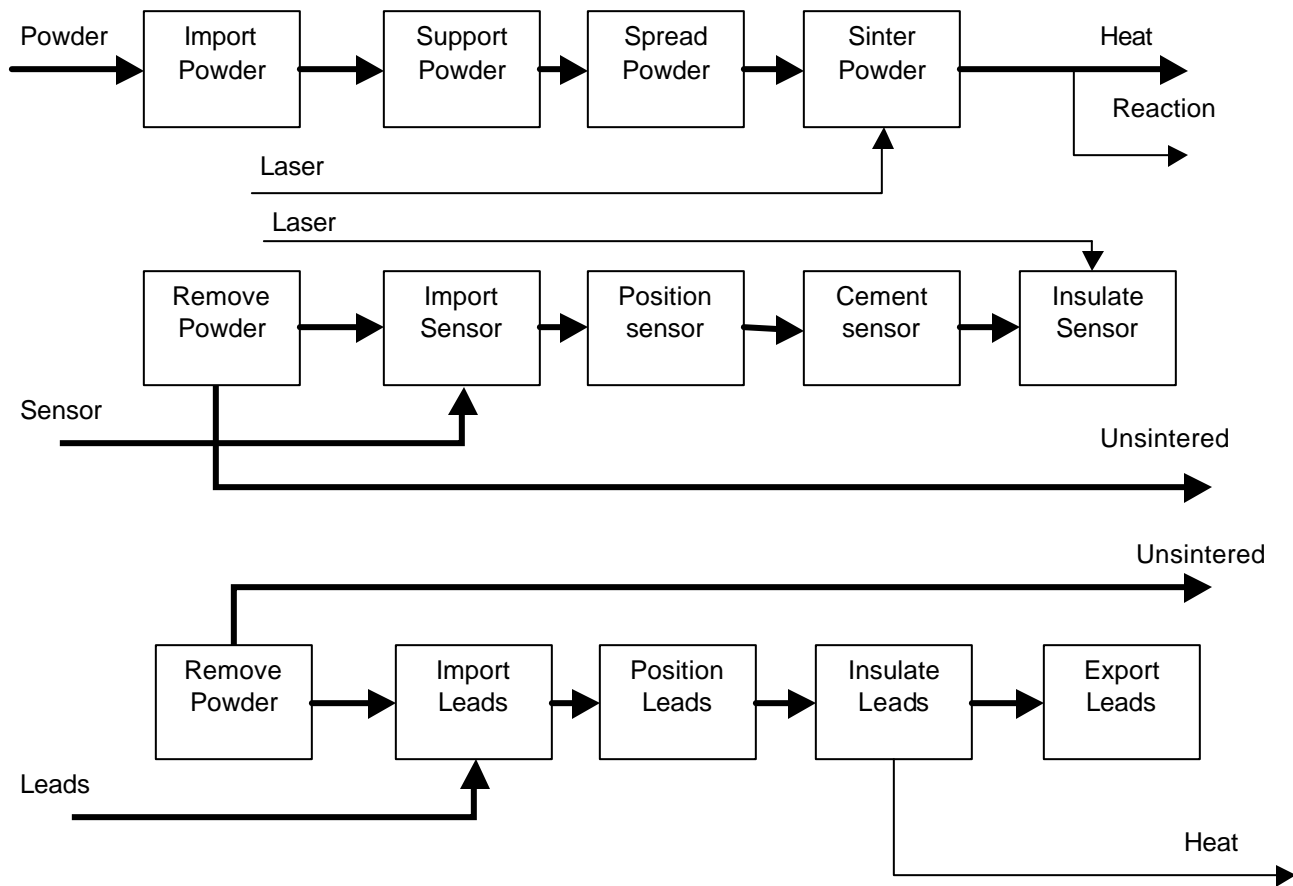 Powder
Import
Powder
Support
Powder
Spread
Powder
Sinter
Powder
Heat
Reaction
Laser
Laser
Remove
Powder
Import
Sensor
Position
sensor
Cement
sensor
Insulate
Sensor
Sensor
Unsintered
Unsintered
Remove
Powder
Import
Leads
Position
Leads
Insulate
Leads
Export
Leads
Leads
Heat